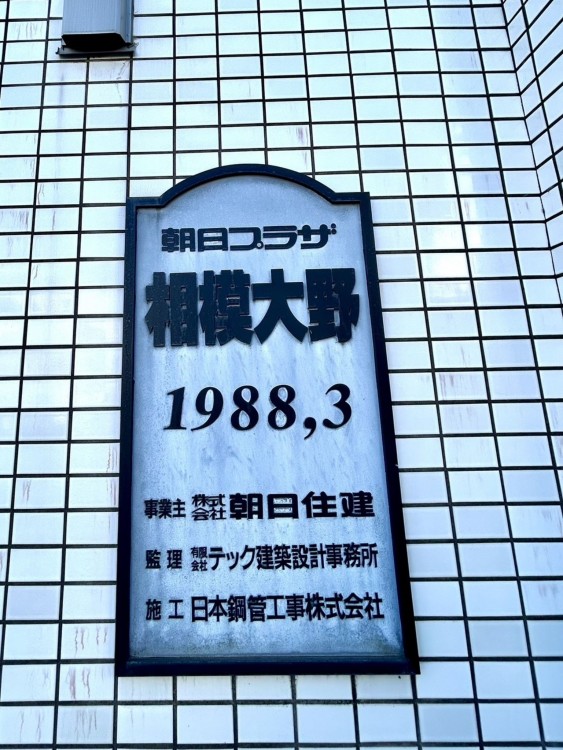 朝日プラザ
相模大野
1988,3
事業主 株式会社 朝日住建
監理 有限会社 テック建築設計事務所
施工 日本鋼管工事株式会社